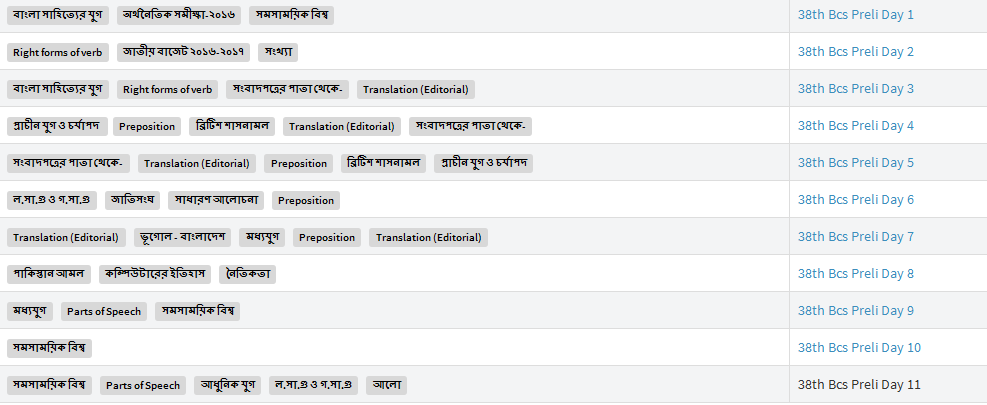 বাংলা সাহিত্যের যুগ অর্থনৈতিক সমীক্ষা-২০১৬ সমসাময়িক বিশ্ব 38th Bcs Preli Day 1
Right forms of verb জাতীয় বাজেট ২০১৬-২০১৭ সংখ্যা 38th Bcs Preli Day 2
বাংলা সাহিত্যের যুগ Right forms of verb সংবাদপত্রের পাতা থেকে- Translation (Editorial) 38th Bcs Preli Day 3
প্রাচীন যুগ ও চর্যাপদ Preposition ব্রিটিশ শাসনামল Translation (Editorial) সংবাদপত্রের পাতা থেকে- 38th Bcs Preli Day 4
সংবাদপত্রের পাতা থেকে- Translation (Editorial) Preposition ব্রিটিশ শাসনামল প্রাচীন যুগ ও চর্যাপদ 38th Bcs Preli Day 5
ল.সা.গু ও গ.সা.গু জাতিসংঘ সাধারণ আলোচনা Preposition 38th Bcs Preli Day 6
Translation (Editorial) ভূগোল - বাংলাদেশ মধ্যযুগ Preposition Translation (Editorial) 38th Bcs Preli Day 7
পাকিস্তান আমল কম্পিউটারের ইতিহাস নৈতিকতা 38th Bcs Preli Day 8
মধ্যযুগ Parts of Speech সমসাময়িক বিশ্ব 38th Bcs Preli Day 9
সমসাময়িক বিশ্ব 38th Bcs Preli Day 10
সমসাময়িক বিশ্ব Parts of Speech আধুনিক যুগ ল.সা.গু ও গ.সা.গু আলো 38th Bcs Preli Day 11